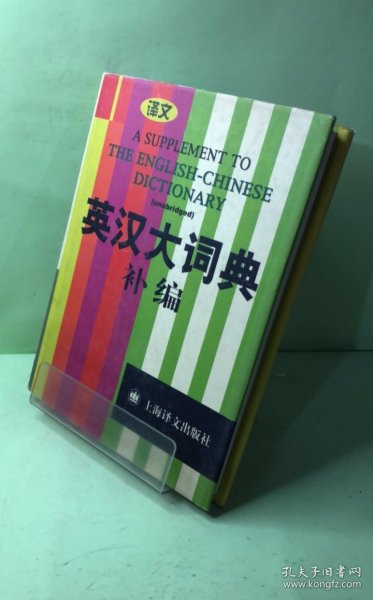 译文
A SUPPLEMENT TO
THE ENGLISH-CHINESE
DICTIONARY
(unabridged)
英汉大词典
补编
上海译文出版社
孔夫子旧书网
www.kongfz.com